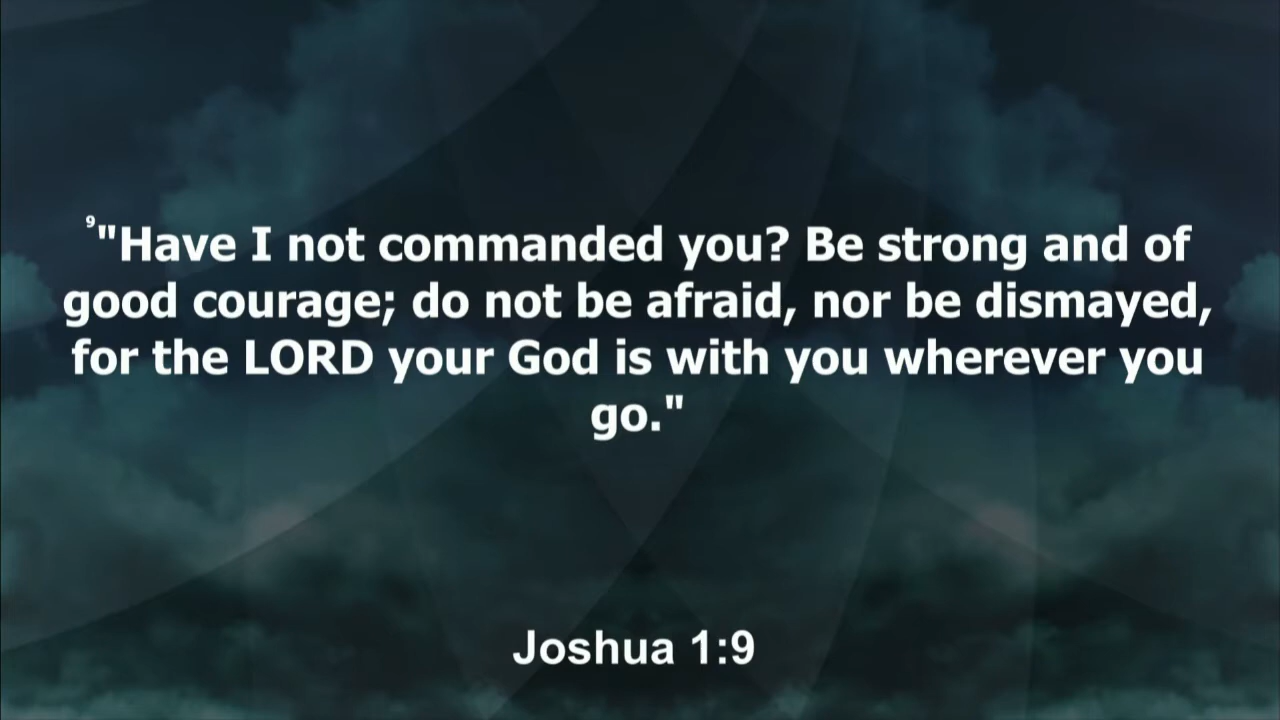 ⁹"Have I not commanded you? Be strong and of
good courage; do not be afraid, nor be dismayed,
for the LORD your God is with you wherever you
go."
Joshua 1:9